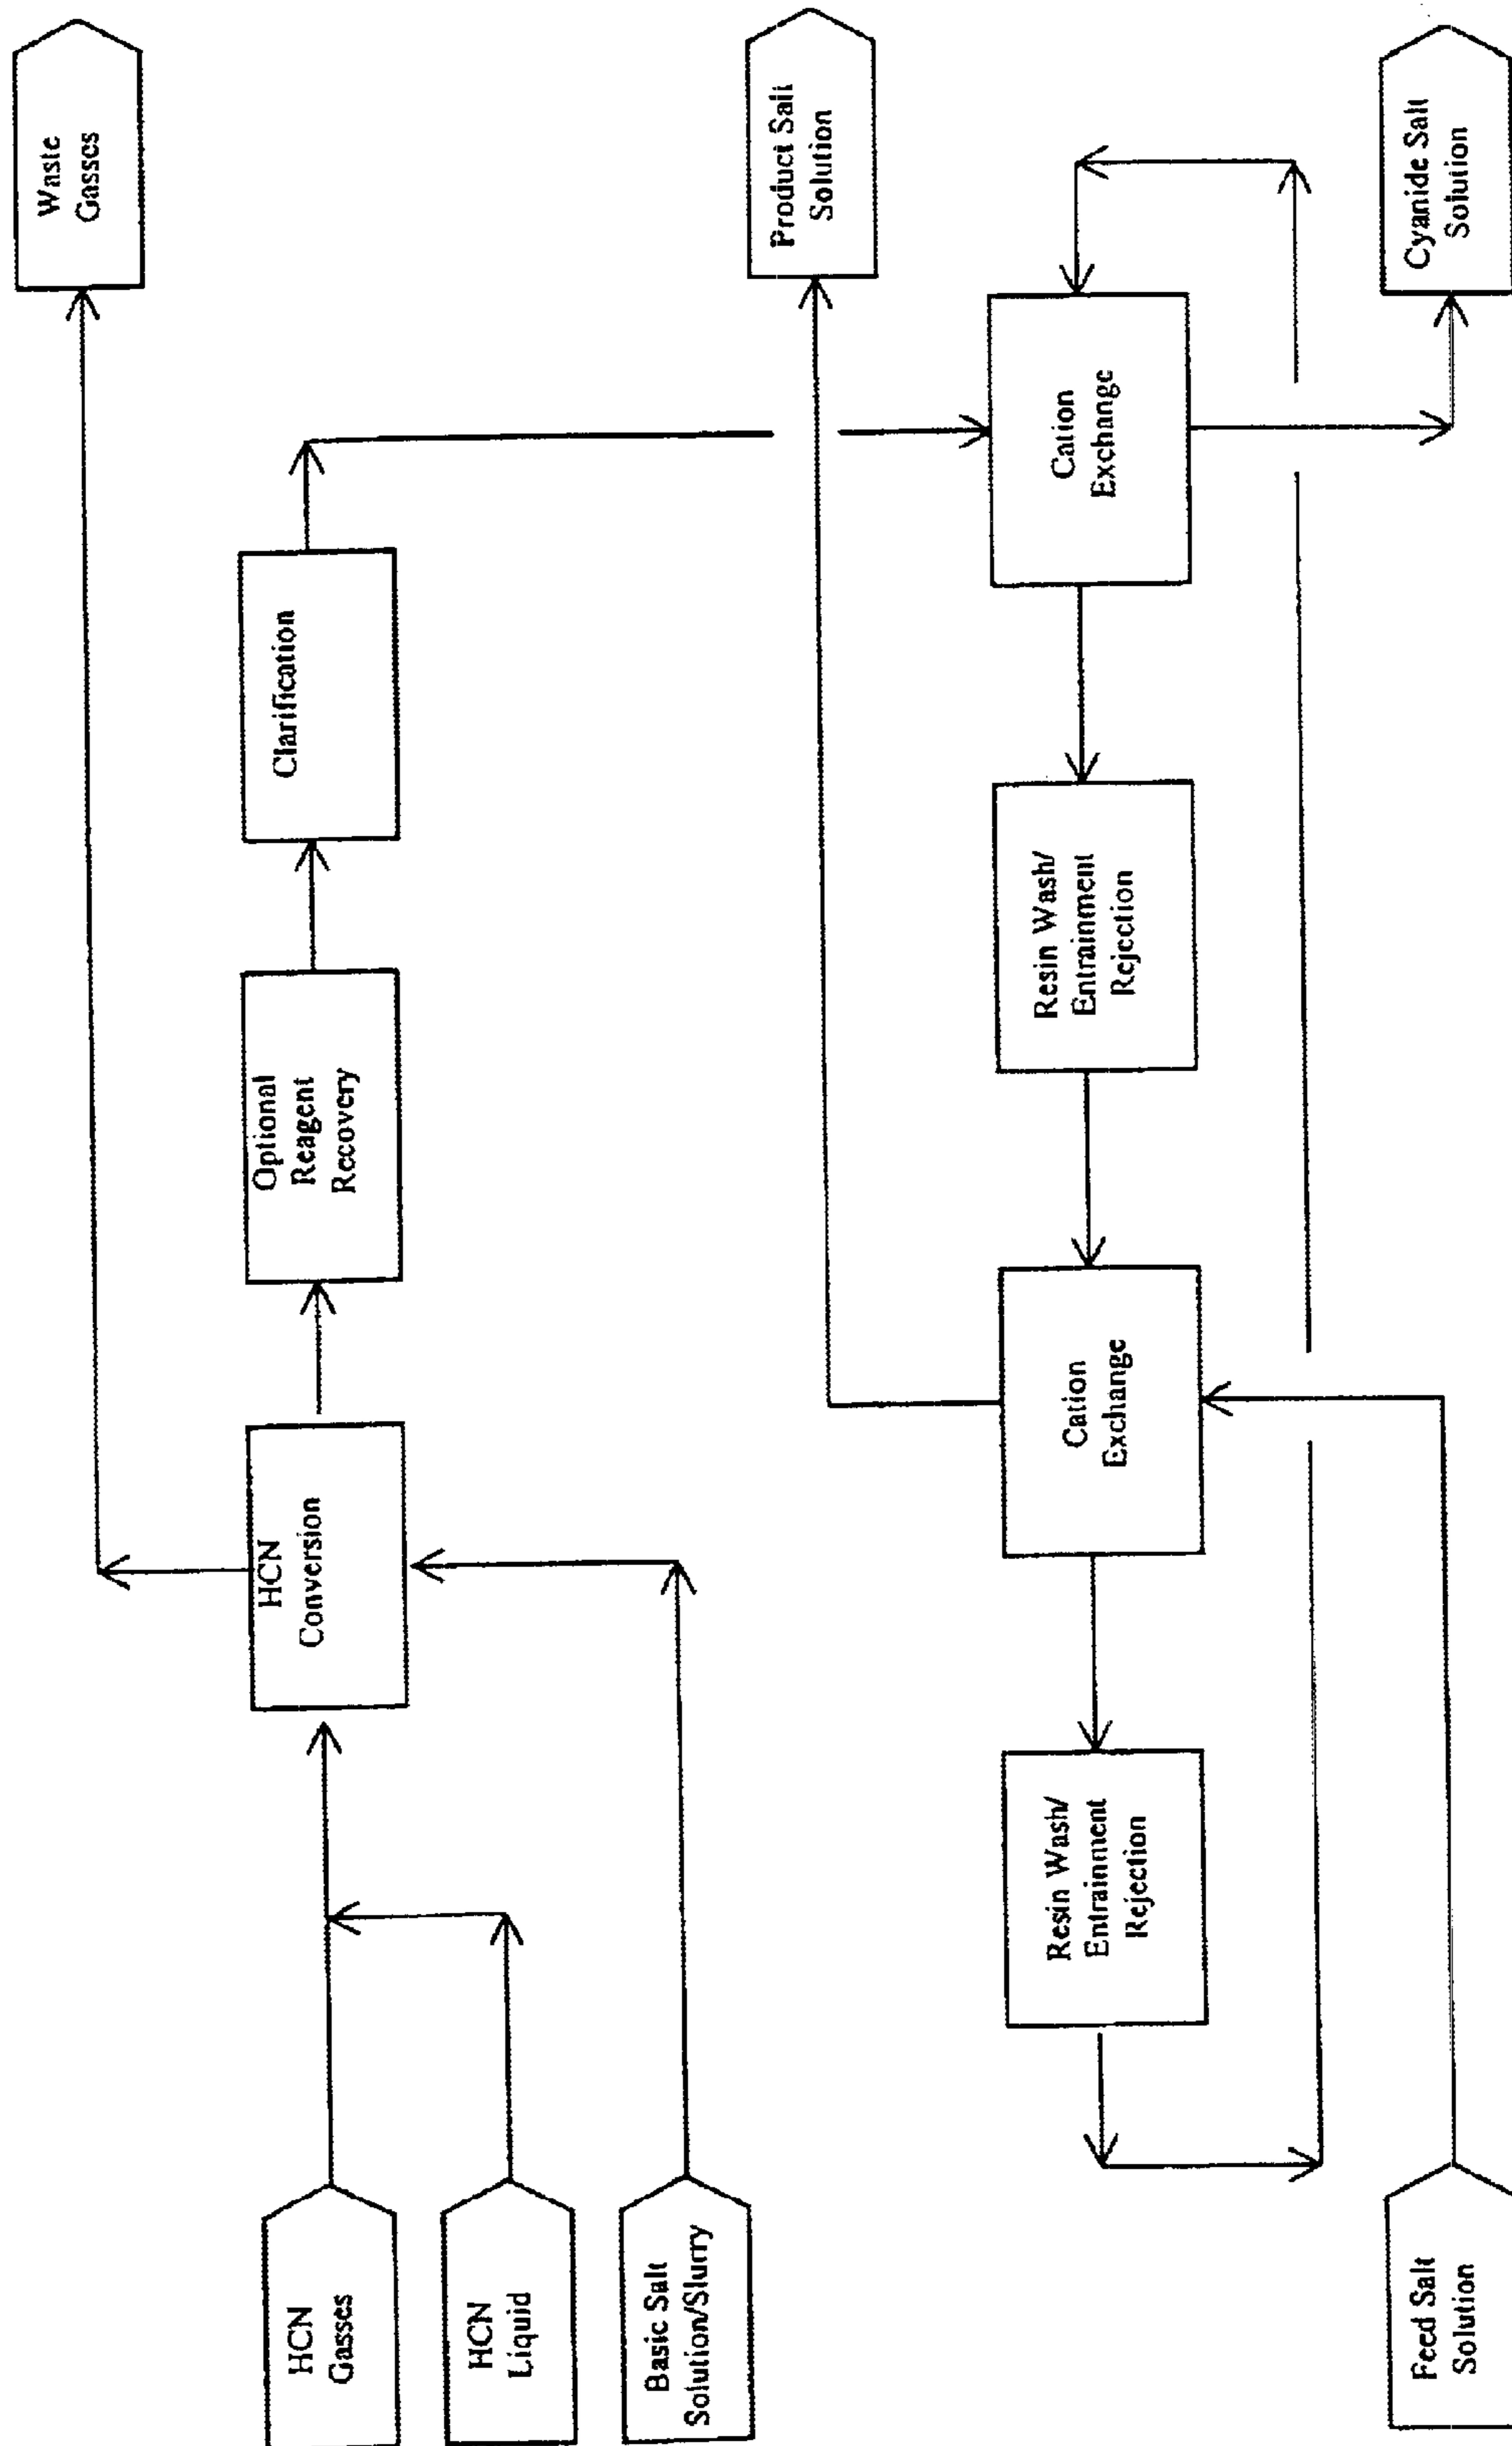 Waste
Gasses
HCN
Gasses
HCN
Liquid
Basic Salt
Solution/Slurry
HCN
Conversion
Optional
Reagent
Recovery
Clarification
Product Salt
Solution
Resin Wash/
Entrainment
Rejection
Cation
Exchange
Resin Wash/
Entrainment
Rejection
Cation
Exchange
Feed Salt
Solution
Cyanide Salt
Solution